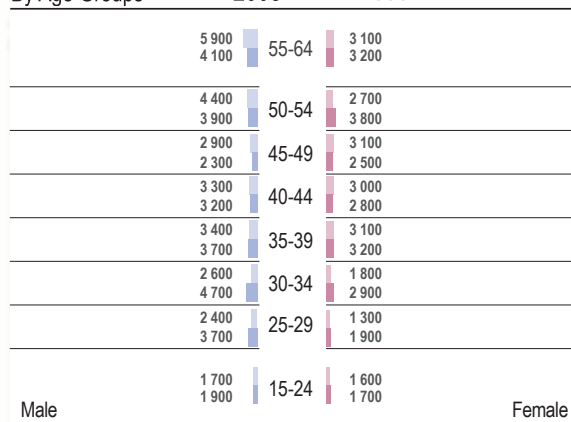 5 900 3 100
4 100 55-64 3 200
4 400 2 700
3 900 50-54 3 800
2 900 3 100
2 300 45-49 2 500
3 300 3 000
3 200 40-44 2 800
3 400 3 100
3 700 35-39 3 200
2 600 1 800
4 700 30-34 2 900
2 400 1 300
3 700 25-29 1 900
1 700 1 600
1 900 15-24 1 700
Male Female